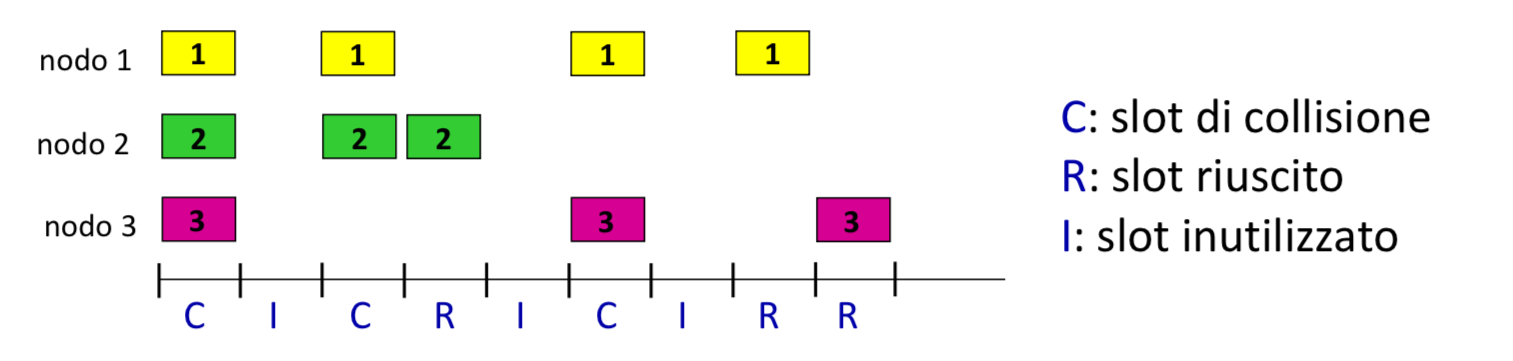 nodo 1 1 1 1 1
nodo 2 2 2 2
nodo 3 3 3 3
C I C R I C I R R
C: slot di collisione
R: slot riuscito
I: slot inutilizzato